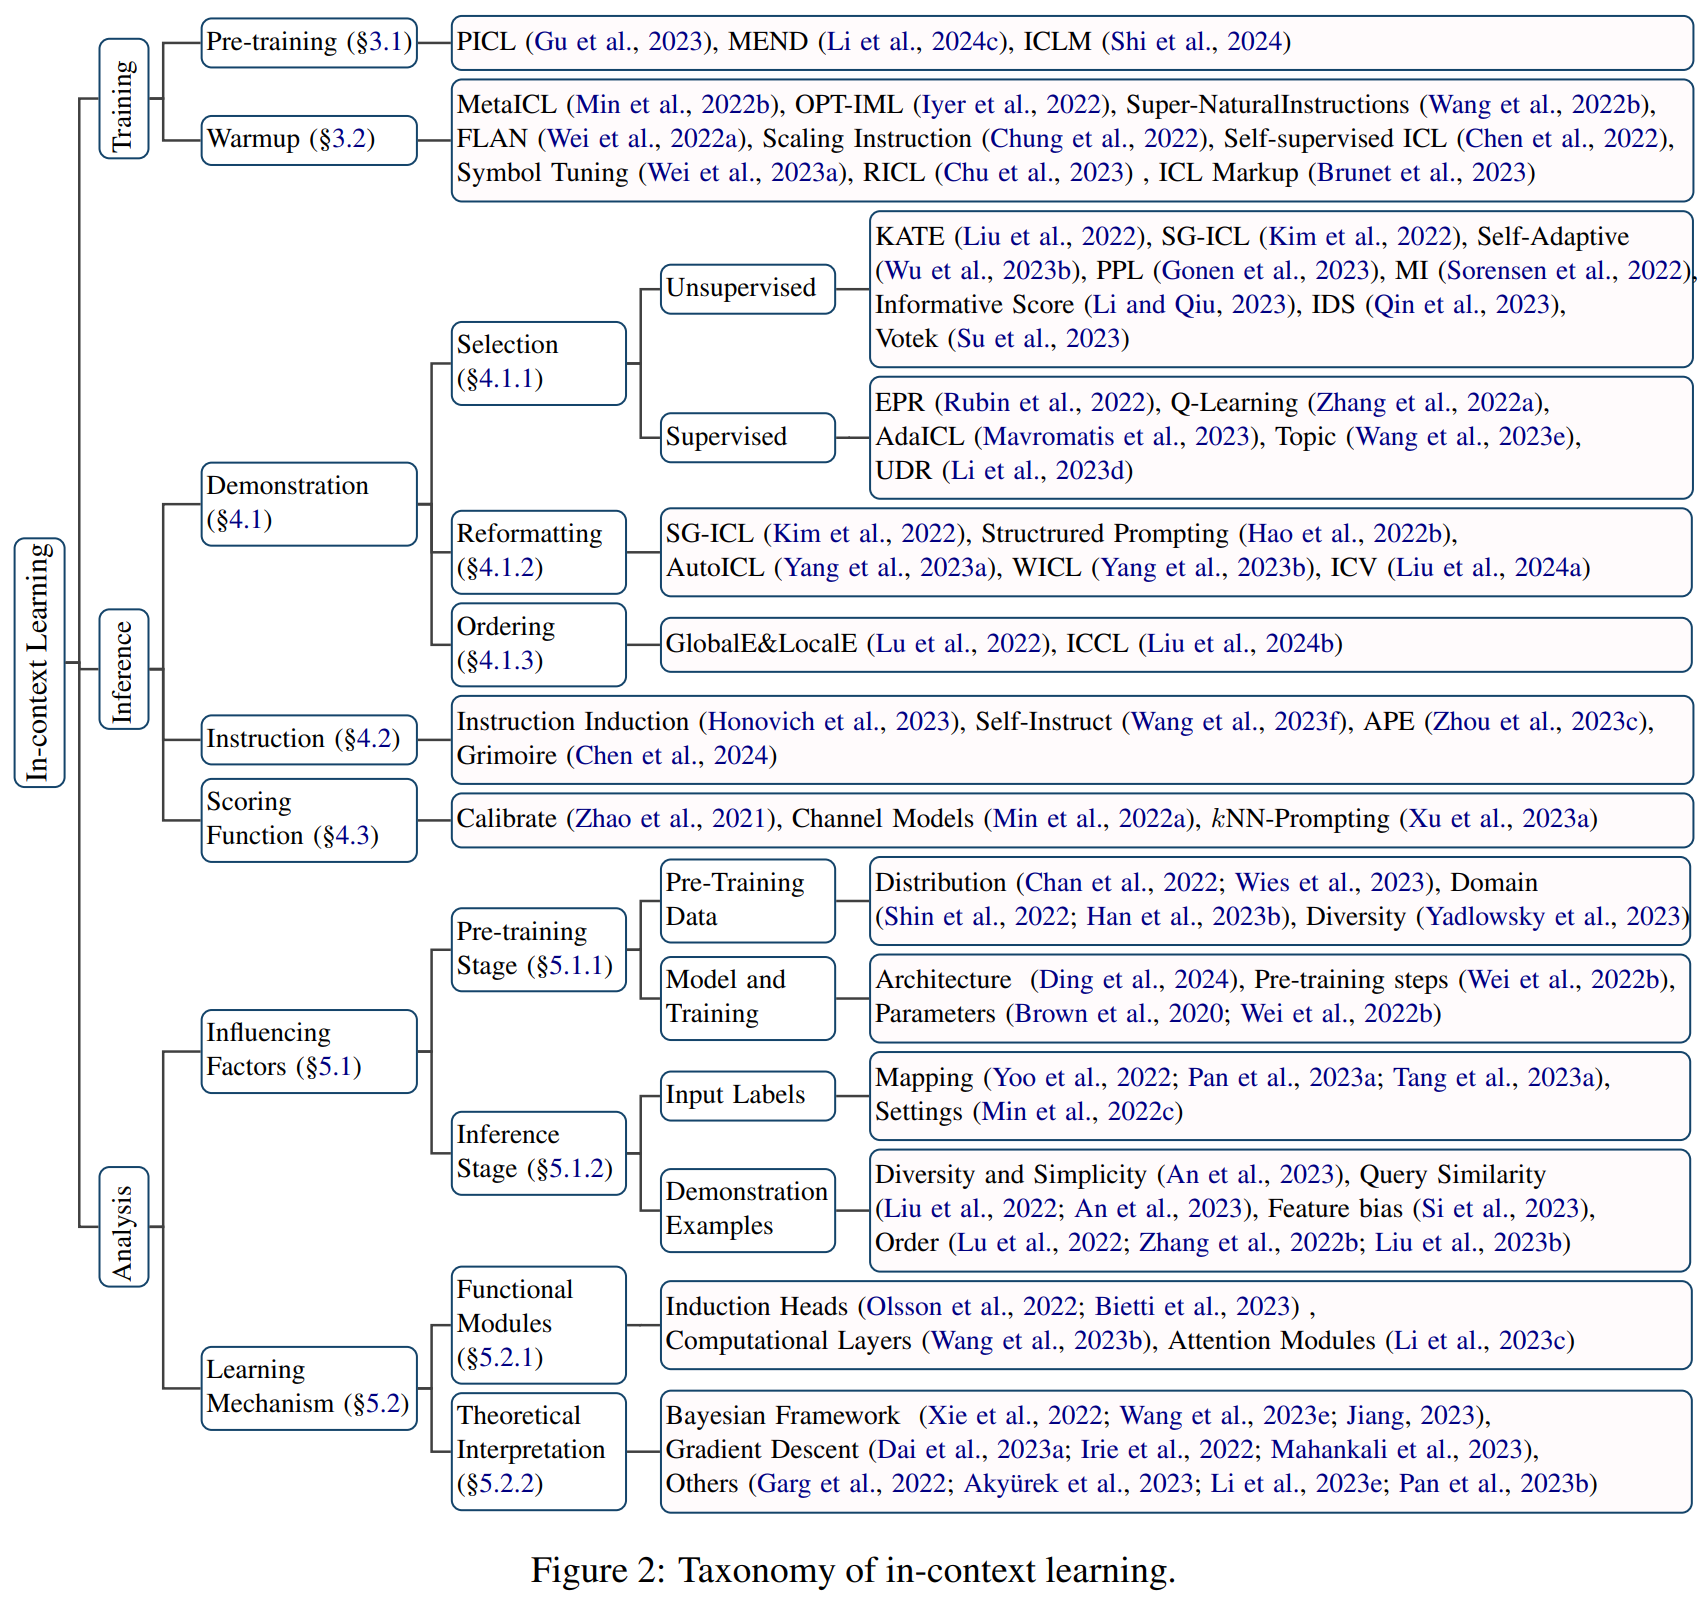 In-context Learning
Training
Pre-training (§3.1)
PICL (Gu et al., 2023), MEND (Li et al., 2024c), ICLM (Shi et al., 2024)
Warmup (§3.2)
MetaICL (Min et al., 2022b), OPT-IML (Iyer et al., 2022), Super-NaturalInstructions (Wang et al., 2022b),
FLAN (Wei et al., 2022a), Scaling Instruction (Chung et al., 2022), Self-supervised ICL (Chen et al., 2022),
Symbol Tuning (Wei et al., 2023a), RICL (Chu et al., 2023) , ICL Markup (Brunet et al., 2023)
Inference
Demonstration
(§4.1)
Selection
(§4.1.1)
Unsupervised
KATE (Liu et al., 2022), SG-ICL (Kim et al., 2022), Self-Adaptive
(Wu et al., 2023b), PPL (Gonen et al., 2023), MI (Sorensen et al., 2022),
Informative Score (Li and Qiu, 2023), IDS (Qin et al., 2023),
Votek (Su et al., 2023)
Supervised
EPR (Rubin et al., 2022), Q-Learning (Zhang et al., 2022a),
AdaICL (Mavromatis et al., 2023), Topic (Wang et al., 2023e),
UDR (Li et al., 2023d)
Reformatting
(§4.1.2)
SG-ICL (Kim et al., 2022), Structrured Prompting (Hao et al., 2022b),
AutoICL (Yang et al., 2023a), WICL (Yang et al., 2023b), ICV (Liu et al., 2024a)
Ordering
(§4.1.3)
GlobalE&LocalE (Lu et al., 2022), ICCL (Liu et al., 2024b)
Instruction (§4.2)
Instruction Induction (Honovich et al., 2023), Self-Instruct (Wang et al., 2023f), APE (Zhou et al., 2023c),
Grimoire (Chen et al., 2024)
Scoring
Function (§4.3)
Calibrate (Zhao et al., 2021), Channel Models (Min et al., 2022a), kNN-Prompting (Xu et al., 2023a)
Analysis
Influencing
Factors (§5.1)
Pre-training
Stage (§5.1.1)
Pre-Training
Data
Distribution (Chan et al., 2022; Wies et al., 2023), Domain
(Shin et al., 2022; Han et al., 2023b), Diversity (Yadlowsky et al., 2023)
Model and
Training
Architecture (Ding et al., 2024), Pre-training steps (Wei et al., 2022b),
Parameters (Brown et al., 2020; Wei et al., 2022b)
Inference
Stage (§5.1.2)
Input Labels
Mapping (Yoo et al., 2022; Pan et al., 2023a; Tang et al., 2023a),
Settings (Min et al., 2022c)
Demonstration
Examples
Diversity and Simplicity (An et al., 2023), Query Similarity
(Liu et al., 2022; An et al., 2023), Feature bias (Si et al., 2023),
Order (Lu et al., 2022; Zhang et al., 2022b; Liu et al., 2023b)
Learning
Mechanism (§5.2)
Functional
Modules
(§5.2.1)
Induction Heads (Olsson et al., 2022; Bietti et al., 2023) ,
Computational Layers (Wang et al., 2023b), Attention Modules (Li et al., 2023c)
Theoretical
Interpretation
(§5.2.2)
Bayesian Framework (Xie et al., 2022; Wang et al., 2023e; Jiang, 2023),
Gradient Descent (Dai et al., 2023a; Irie et al., 2022; Mahankali et al., 2023),
Others (Garg et al., 2022; Akyürek et al., 2023; Li et al., 2023e; Pan et al., 2023b)
Figure 2: Taxonomy of in-context learning.